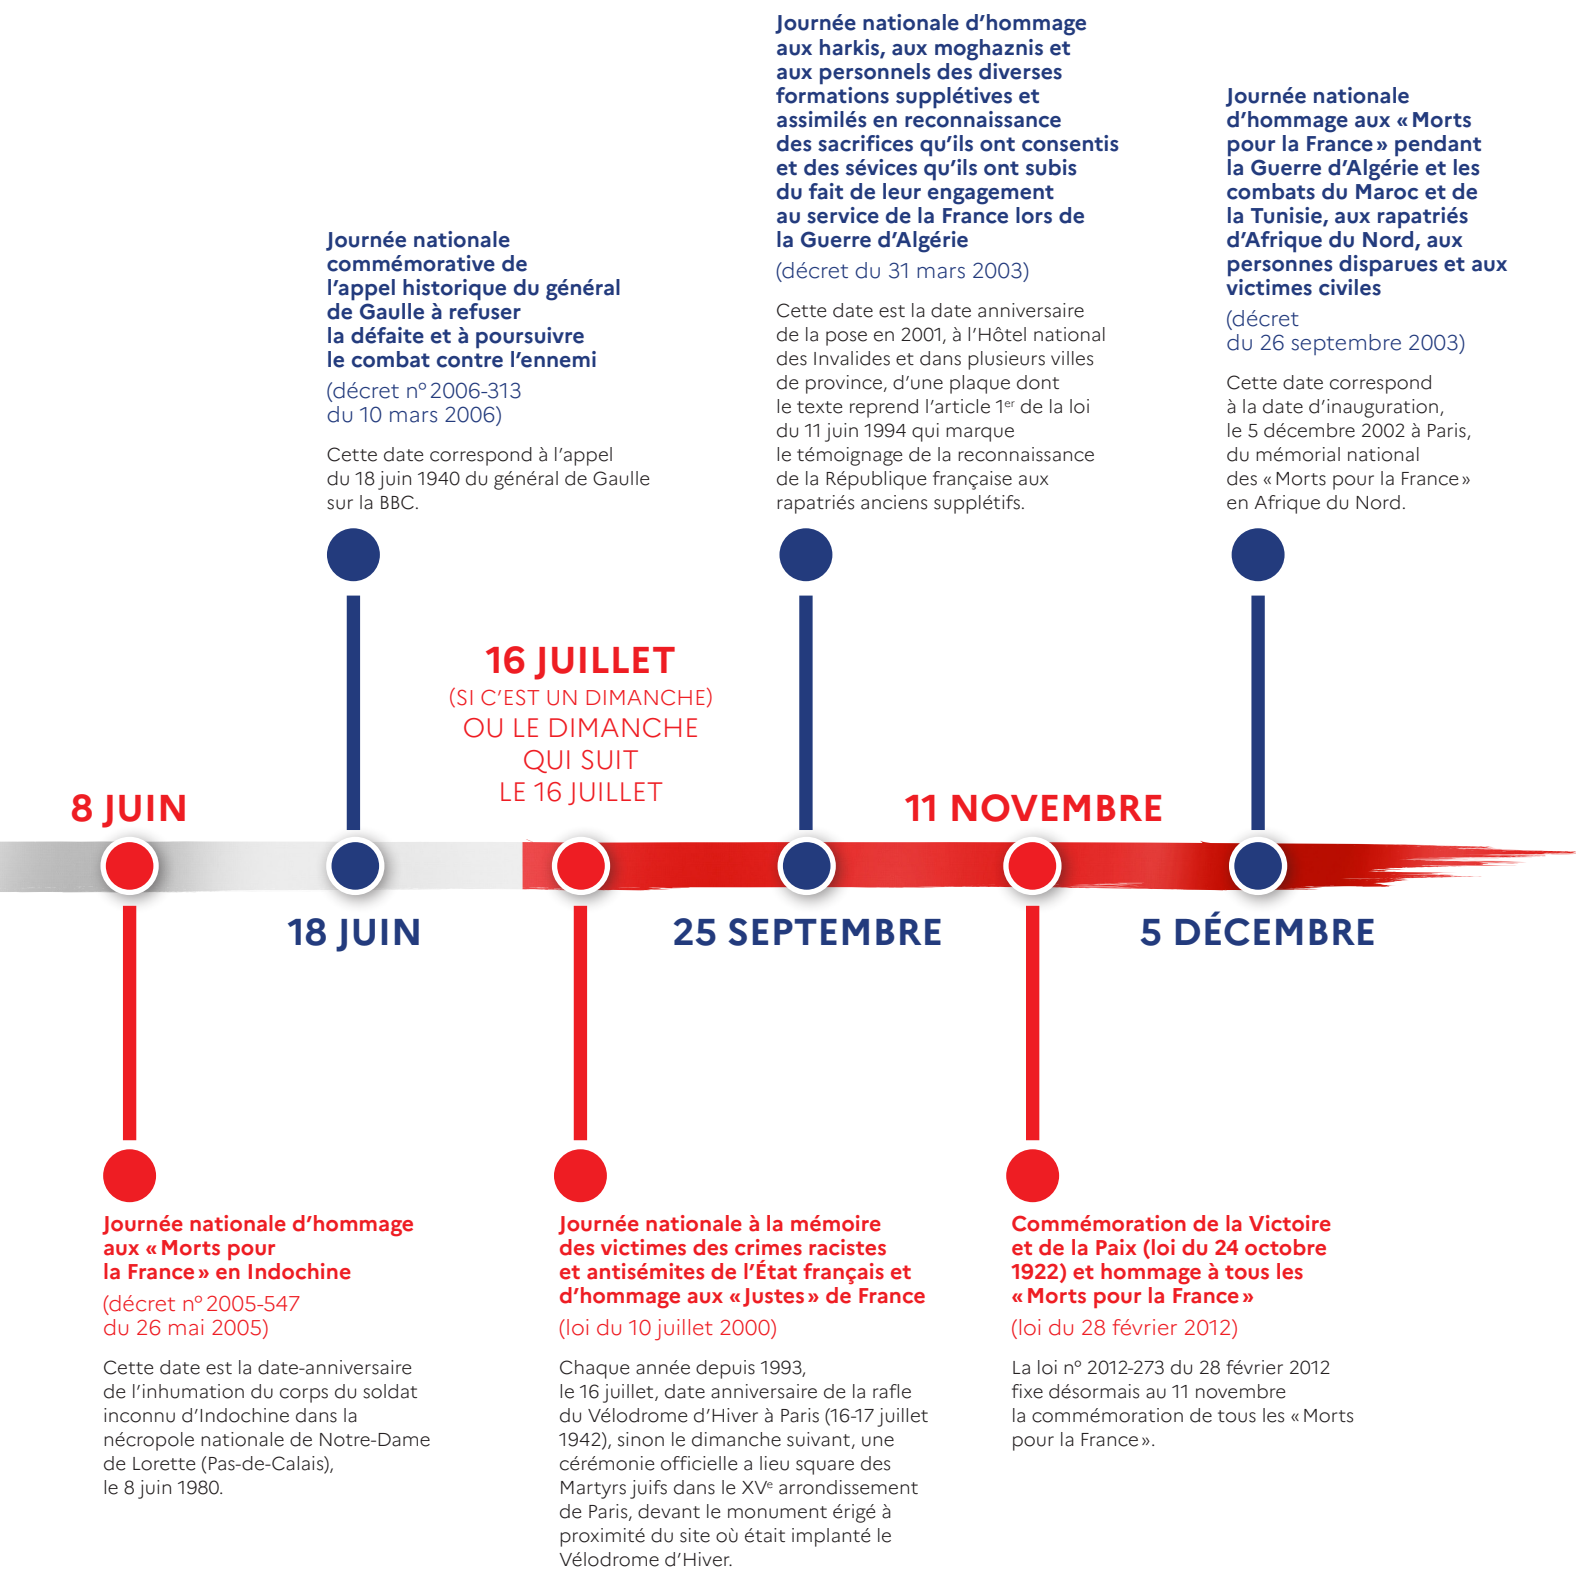 Journée nationale d’hommage
aux harkis, aux moghaznis et
aux personnels des diverses
formations supplétives et
assimilés en reconnaissance
des sacrifices qu’ils ont consentis
et des sévices qu’ils ont subis
du fait de leur engagement
au service de la France lors de
la Guerre d’Algérie
(décret du 31 mars 2003)
Cette date est la date anniversaire
de la pose en 2001, à l’Hôtel national
des Invalides et dans plusieurs villes
de province, d’une plaque dont
le texte reprend l’article 1er de la loi
du 11 juin 1994 qui marque
le témoignage de la reconnaissance
de la République française aux
rapatriés anciens supplétifs.
Journée nationale
d’hommage aux « Morts
pour la France » pendant
la Guerre d’Algérie et les
combats du Maroc et de
la Tunisie, aux rapatriés
d’Afrique du Nord, aux
personnes disparues et aux
victimes civiles
(décret
du 26 septembre 2003)
Cette date correspond
à la date d’inauguration,
le 5 décembre 2002 à Paris,
du mémorial national
des « Morts pour la France »
en Afrique du Nord.
Journée nationale
commémorative de
l’appel historique du général
de Gaulle à refuser
la défaite et à poursuivre
le combat contre l’ennemi
(décret nº 2006-313
du 10 mars 2006)
Cette date correspond à l’appel
du 18 juin 1940 du général de Gaulle
sur la BBC.
16 JUILLET
(SI C’EST UN DIMANCHE)
OU LE DIMANCHE
QUI SUIT
LE 16 JUILLET
8 JUIN
11 NOVEMBRE
18 JUIN
25 SEPTEMBRE
5 DÉCEMBRE
Journée nationale d’hommage
aux « Morts pour
la France » en Indochine
(décret nº 2005-547
du 26 mai 2005)
Cette date est la date-anniversaire
de l’inhumation du corps du soldat
inconnu d’Indochine dans la
nécropole nationale de Notre-Dame
de Lorette (Pas-de-Calais),
le 8 juin 1980.
Journée nationale à la mémoire
des victimes des crimes racistes
et antisémites de l’État français et
d’hommage aux « Justes » de France
(loi du 10 juillet 2000)
Chaque année depuis 1993,
le 16 juillet, date anniversaire de la rafle
du Vélodrome d’Hiver à Paris (16-17 juillet
1942), sinon le dimanche suivant, une
cérémonie officielle a lieu square des
Martyrs juifs dans le XVe arrondissement
de Paris, devant le monument érigé à
proximité du site où était implanté le
Vélodrome d’Hiver.
Commémoration de la Victoire
et de la Paix (loi du 24 octobre
1922) et hommage à tous les
« Morts pour la France »
(loi du 28 février 2012)
La loi nº 2012-273 du 28 février 2012
fixe désormais au 11 novembre
la commémoration de tous les « Morts
pour la France ».